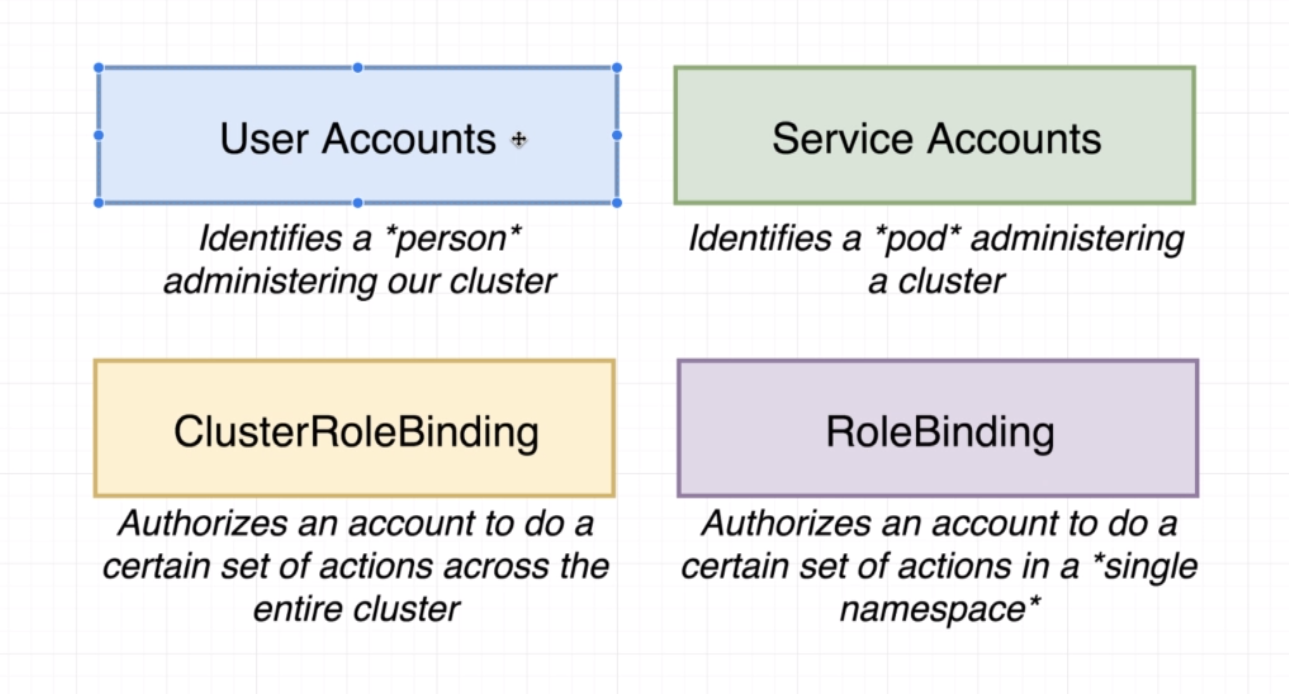 User Accounts
Identifies a *person*
administering our cluster
Service Accounts
Identifies a *pod* administering
a cluster
ClusterRoleBinding
Authorizes an account to do a
certain set of actions across the
entire cluster
RoleBinding
Authorizes an account to do a
certain set of actions in a *single
namespace*